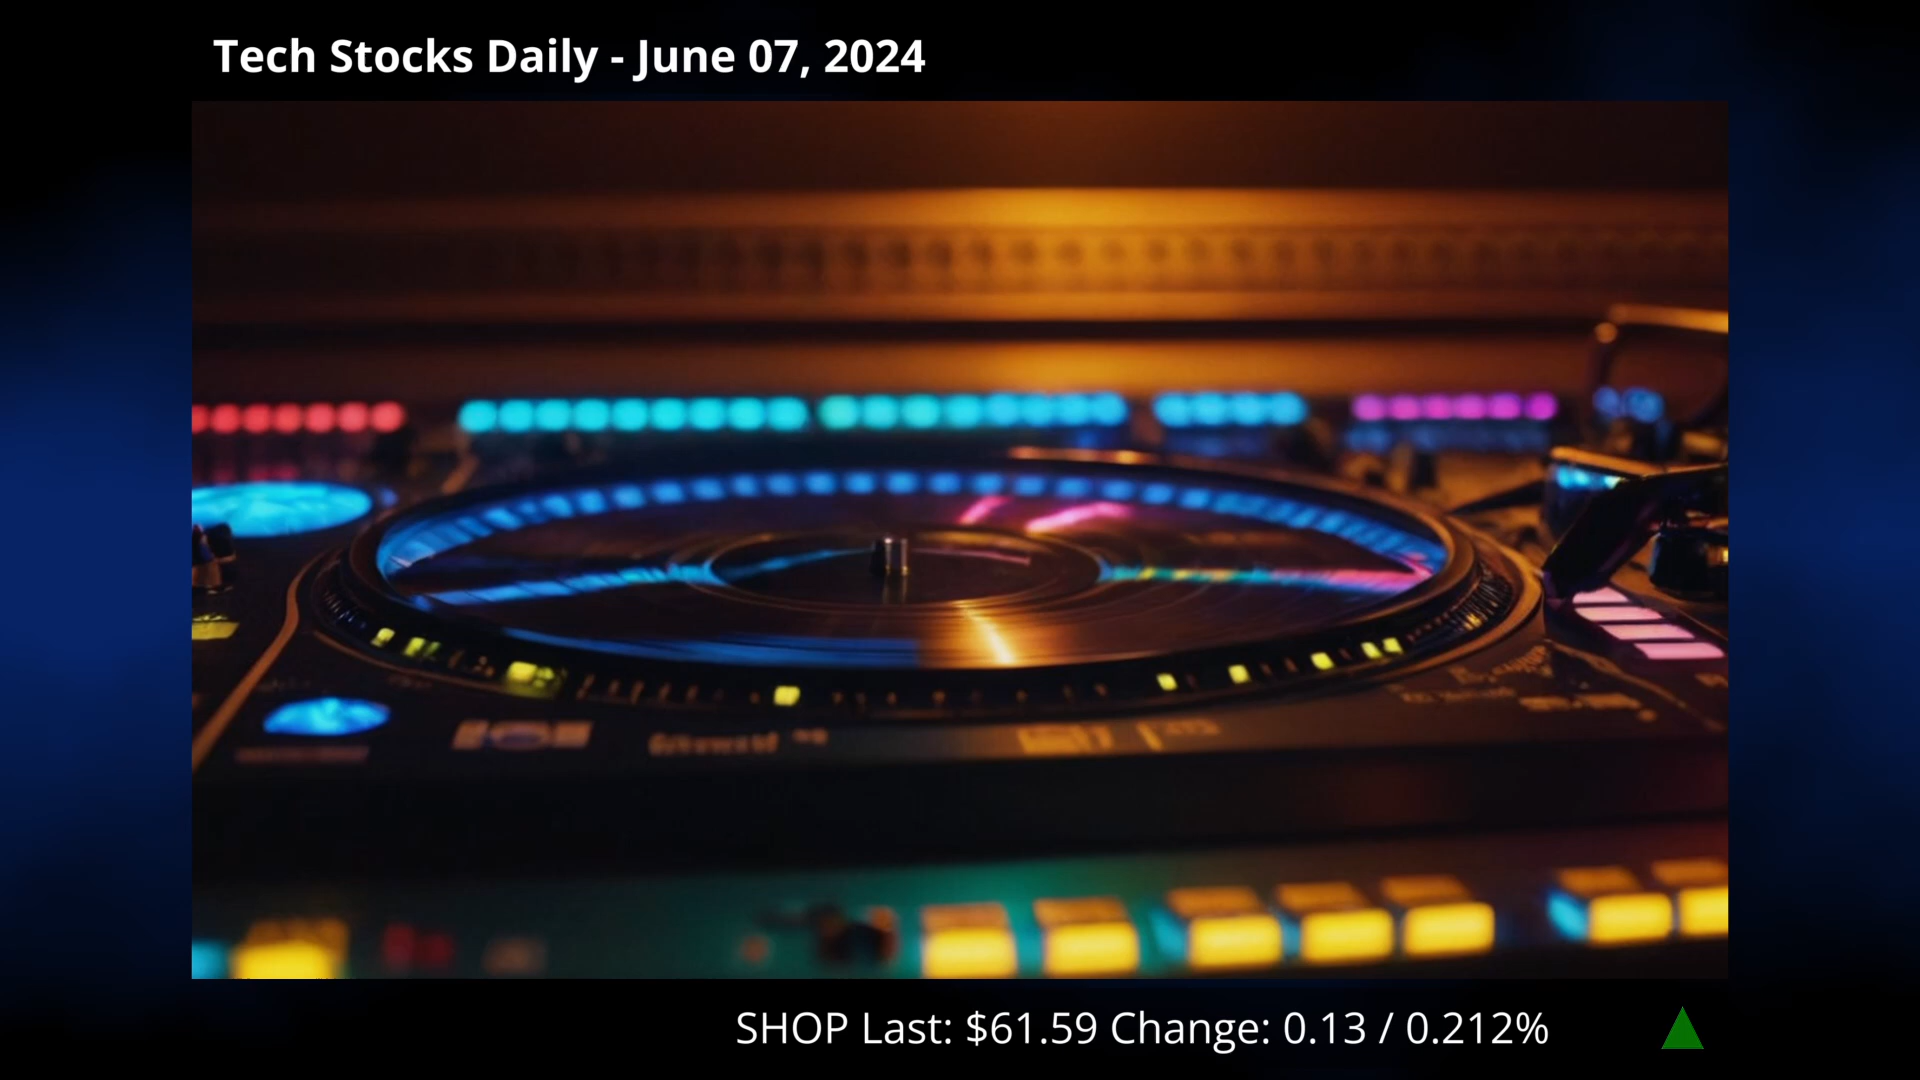 Tech Stocks Daily - June 07, 2024
SHOP Last: $61.59 Change: 0.13 / 0.212%